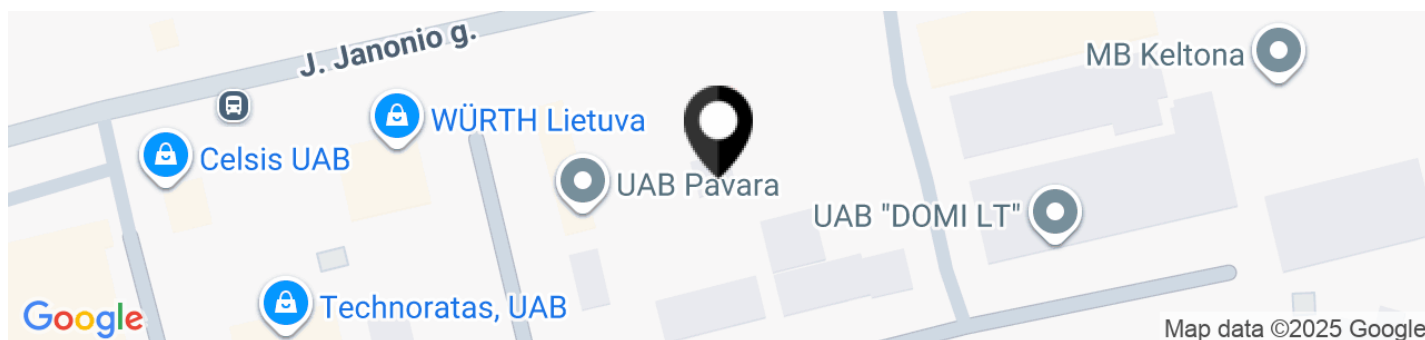 J. Janonio g.
MB Keltona
WÜRTH Lietuva
Celsis UAB
UAB Pavara
UAB "DOMI LT"
Technoratas, UAB
Google
Map data ©2025 Google